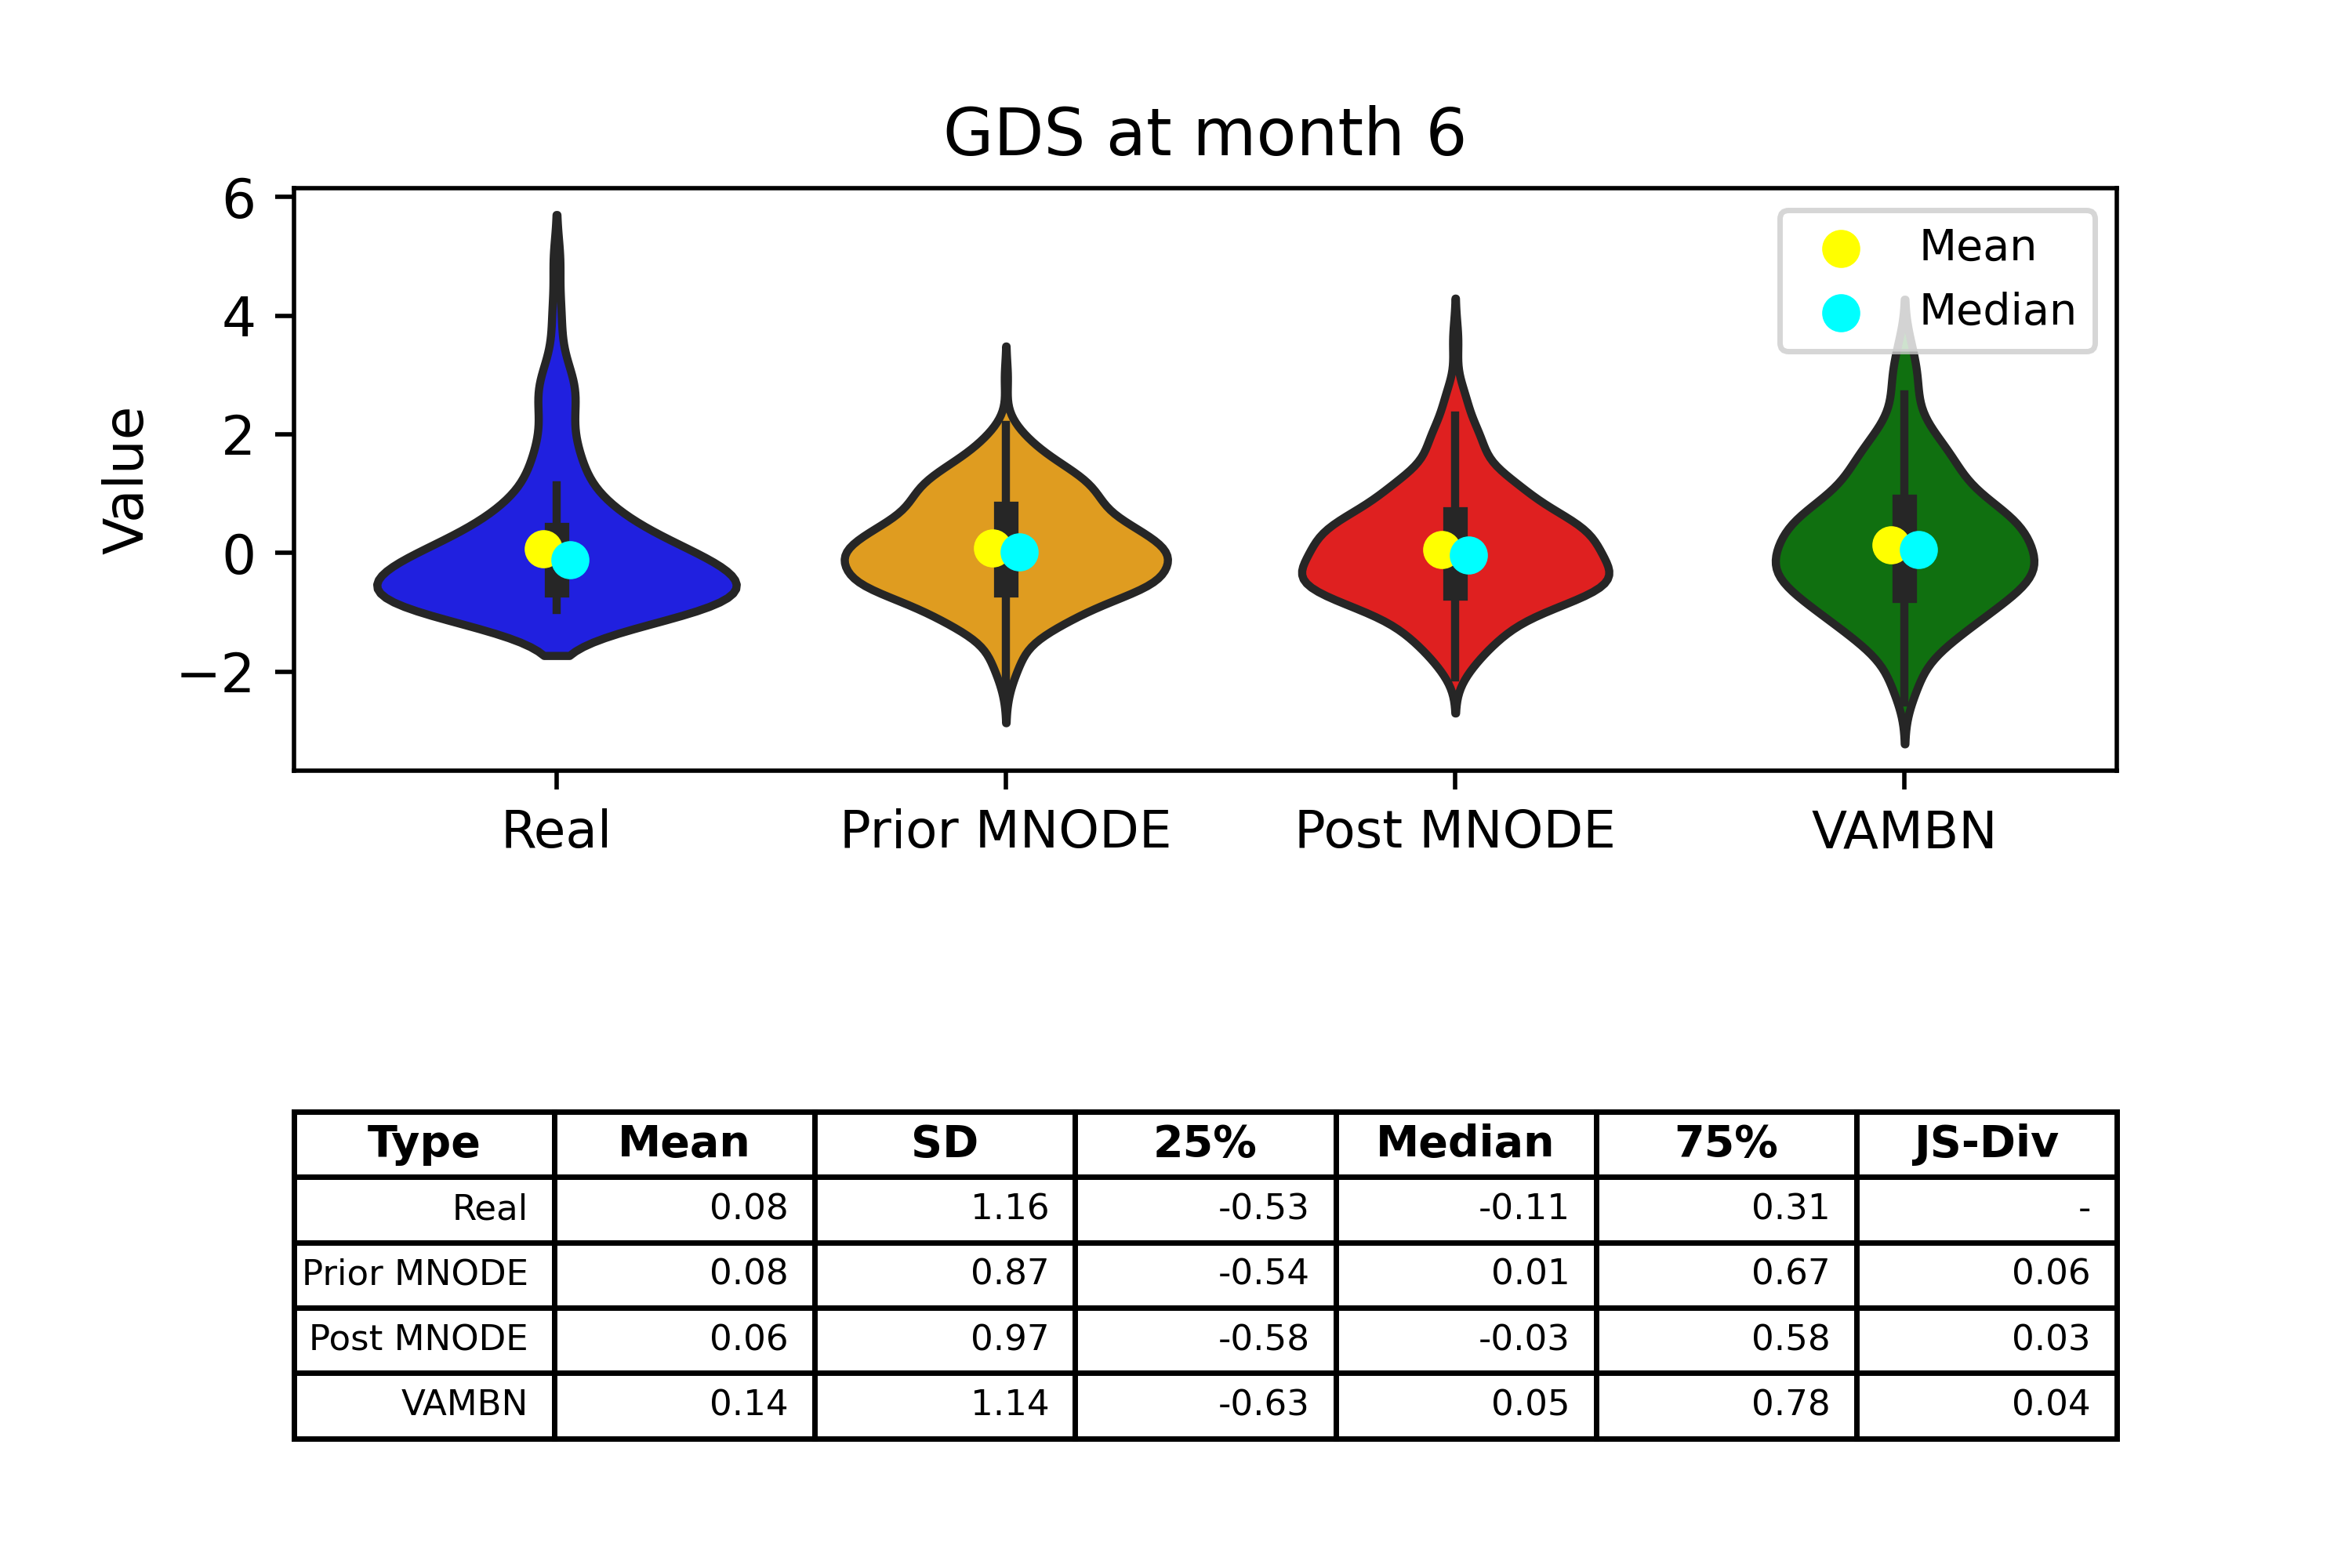 GDS at month 6
Value
6
4
2
0
−2
Mean
Median
Real Prior MNODE Post MNODE VAMBN
Type Mean SD 25% Median 75% JS-Div
Real 0.08 1.16 -0.53 -0.11 0.31 -
Prior MNODE 0.08 0.87 -0.54 0.01 0.67 0.06
Post MNODE 0.06 0.97 -0.58 -0.03 0.58 0.03
VAMBN 0.14 1.14 -0.63 0.05 0.78 0.04